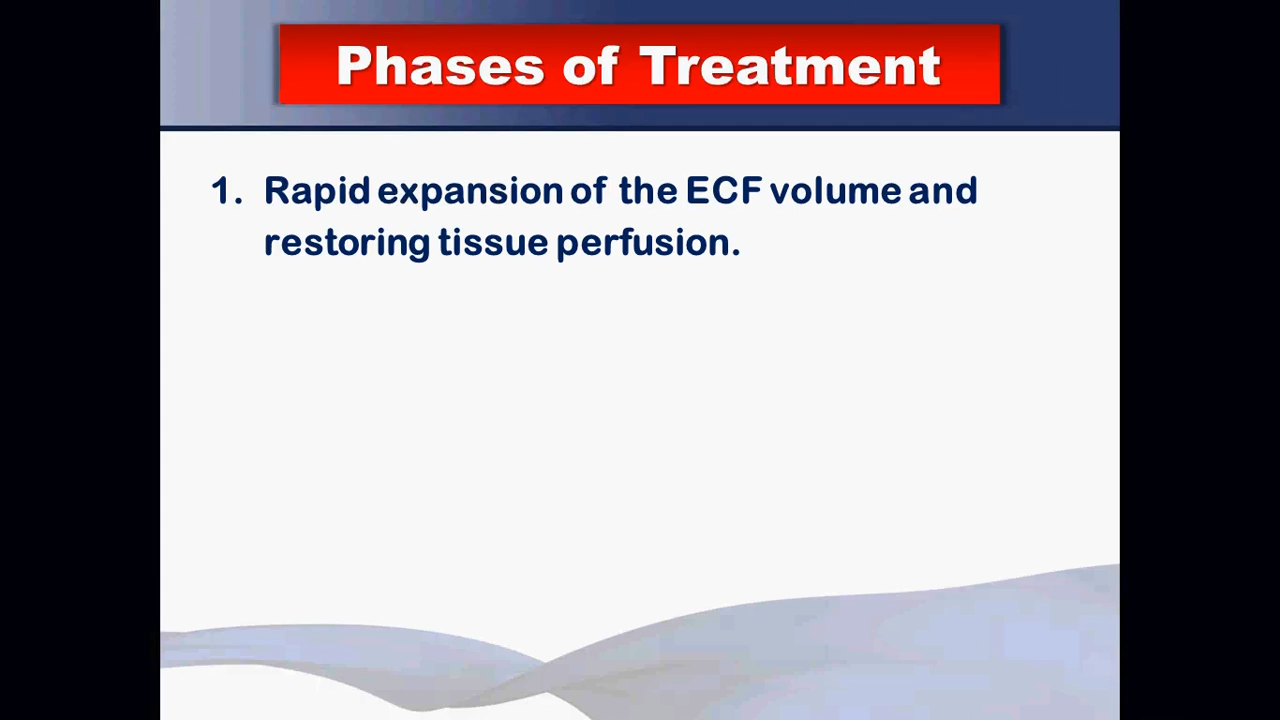 Phases of Treatment
1. Rapid expansion of the ECF volume and
restoring tissue perfusion.